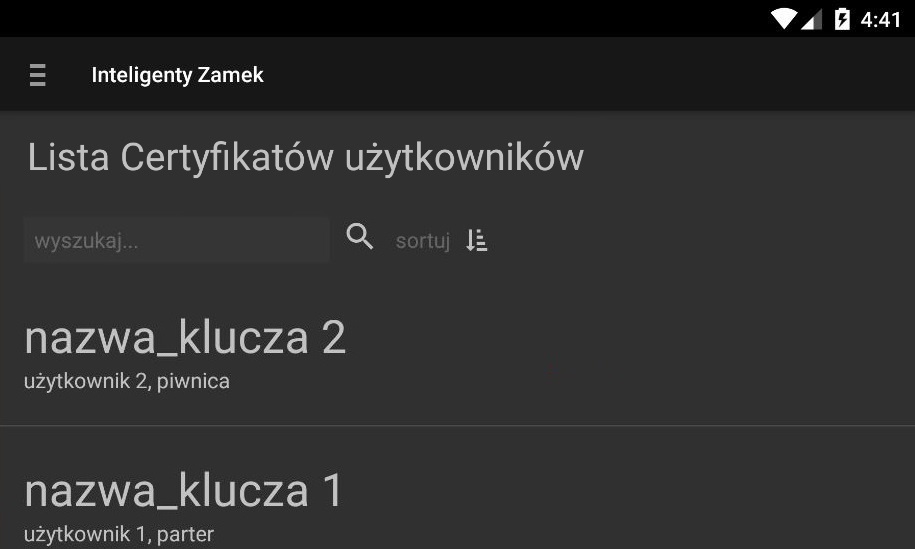 4:41
Inteligenty Zamek
Lista Certyfikatów użytkowników
wyszukaj... sortuj
nazwa_klucza 2
użytkownik 2, piwnica
nazwa_klucza 1
użytkownik 1, parter